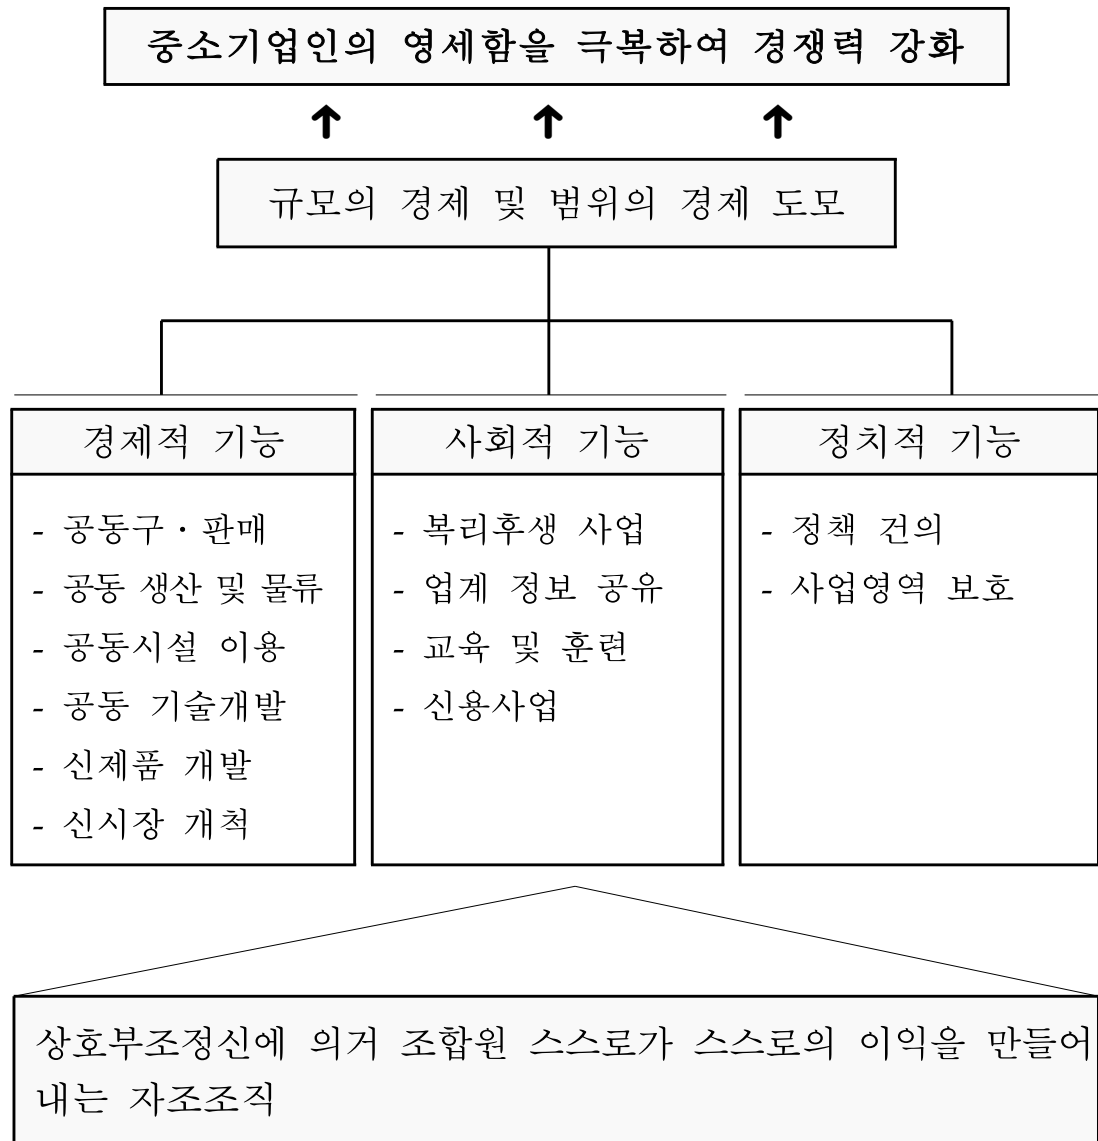 중소기업인의 영세함을 극복하여 경쟁력 강화
규모의 경제 및 범위의 경제 도모
경제적 기능
- 공동구·판매
- 공동 생산 및 물류
- 공동시설 이용
- 공동 기술개발
- 신제품 개발
- 신시장 개척
사회적 기능
- 복리후생 사업
- 업계 정보 공유
- 교육 및 훈련
- 신용사업
정치적 기능
- 정책 건의
- 사업영역 보호
상호부조정신에 의거 조합원 스스로가 스스로의 이익을 만들어
내는 자조조직